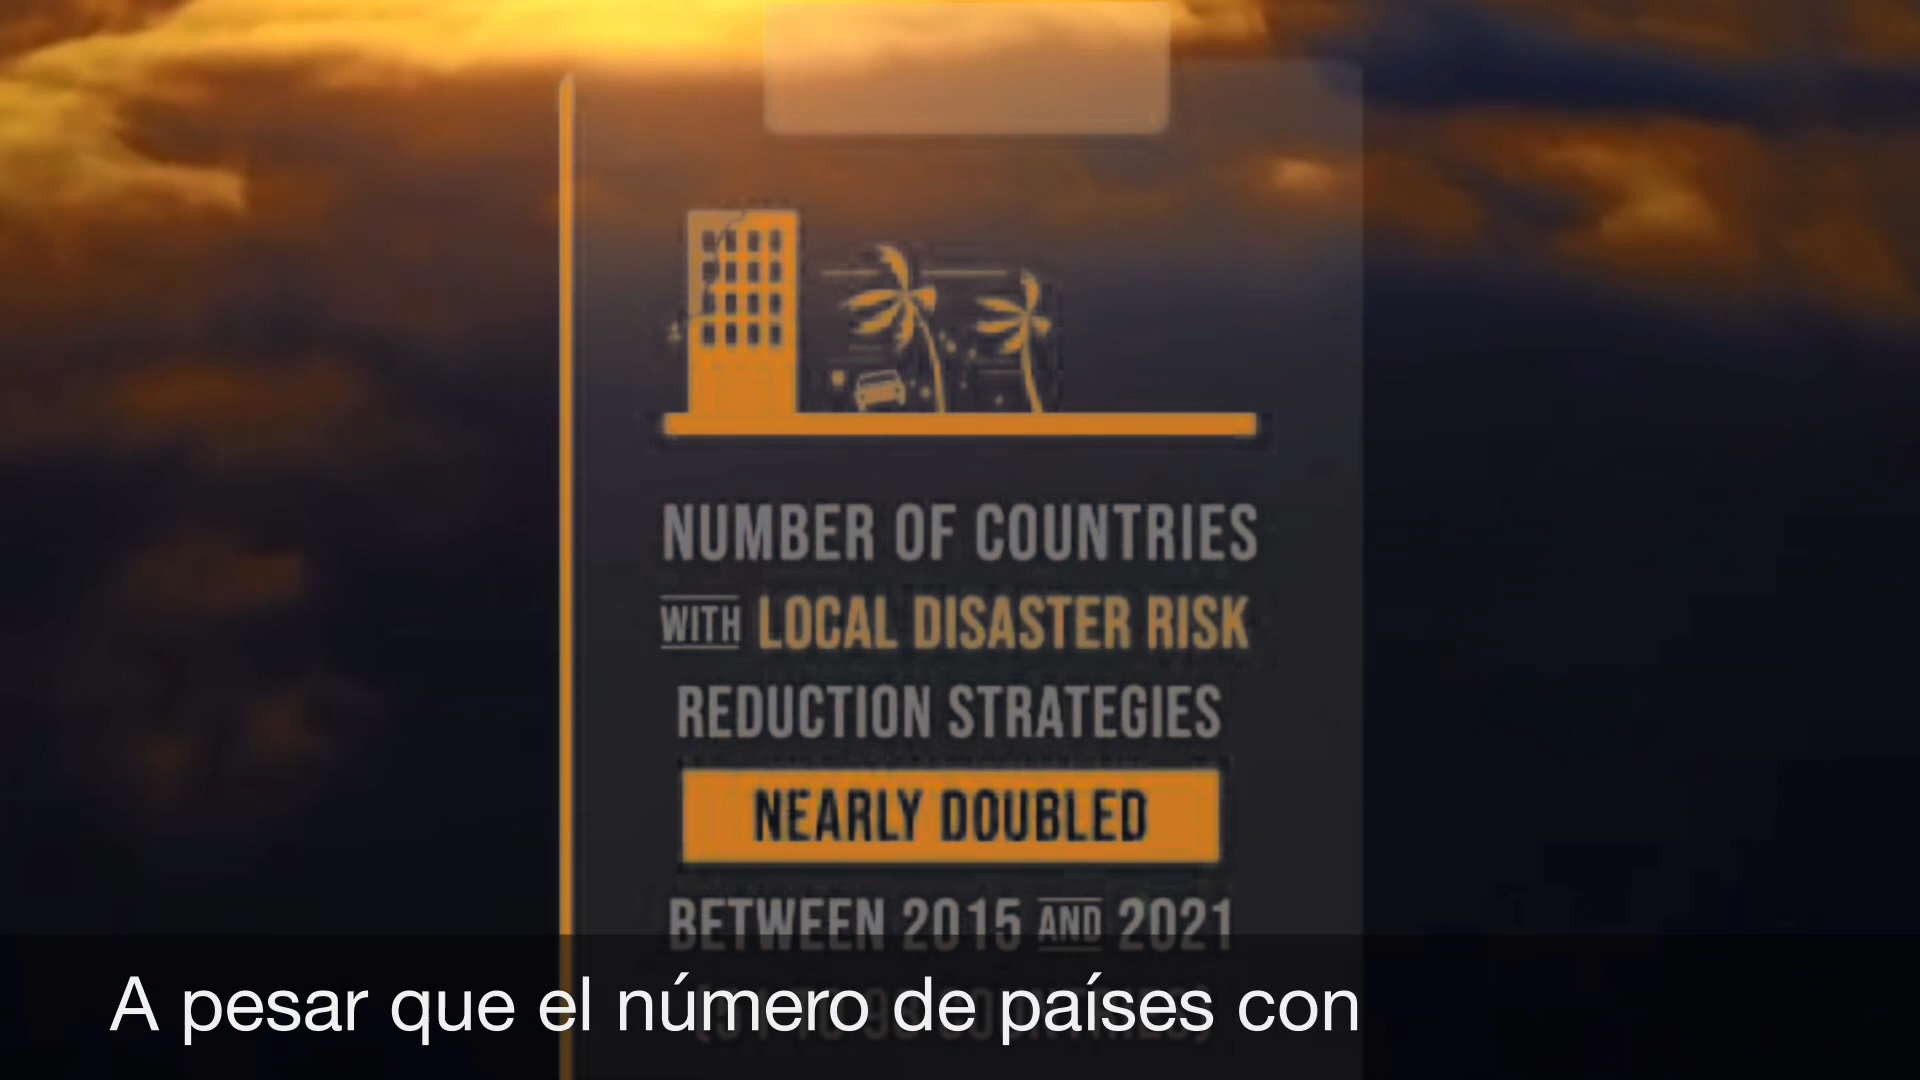 NUMBER OF COUNTRIES
WITH LOCAL DISASTER RISK
REDUCTION STRATEGIES
NEARLY DOUBLED
BETWEEN 2015 AND 2021
A pesar que el número de países con